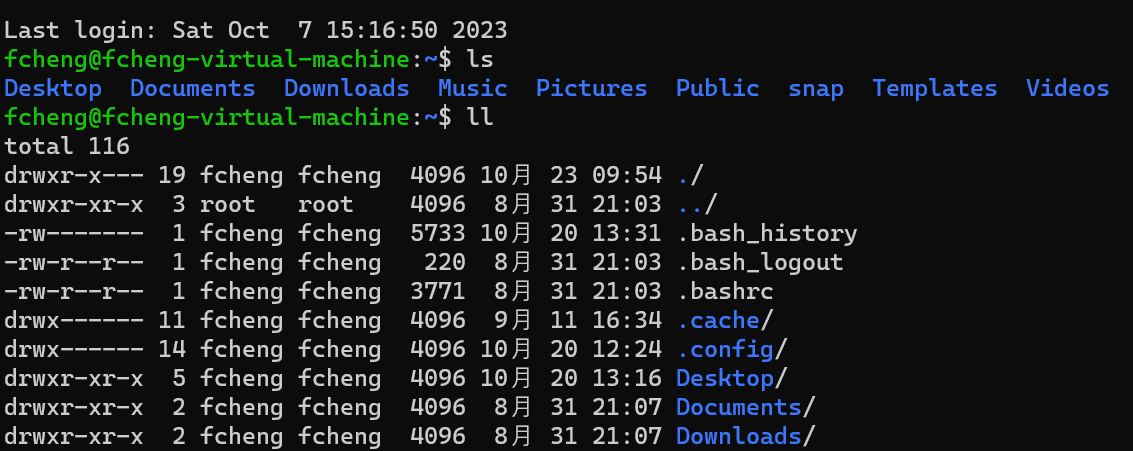 Last login: Sat Oct  7 15:16:50 2023
fcheng@fcheng-virtual-machine:~$ ls
Desktop  Documents  Downloads  Music  Pictures  Public  snap  Templates  Videos
fcheng@fcheng-virtual-machine:~$ ll
total 116
drwxr-x--- 19 fcheng fcheng  4096 10月 23 09:54 ./
drwxr-xr-x  3 root   root    4096  8月 31 21:03 ../
-rw-------  1 fcheng fcheng  5733 10月 20 13:31 .bash_history
-rw-r--r--  1 fcheng fcheng   220  8月 31 21:03 .bash_logout
-rw-r--r--  1 fcheng fcheng  3771  8月 31 21:03 .bashrc
drwx------ 11 fcheng fcheng  4096  9月 11 16:34 .cache/
drwx------ 14 fcheng fcheng  4096 10月 20 12:24 .config/
drwxr-xr-x  5 fcheng fcheng  4096 10月 20 13:16 Desktop/
drwxr-xr-x  2 fcheng fcheng  4096  8月 31 21:07 Documents/
drwxr-xr-x  2 fcheng fcheng  4096  8月 31 21:07 Downloads/